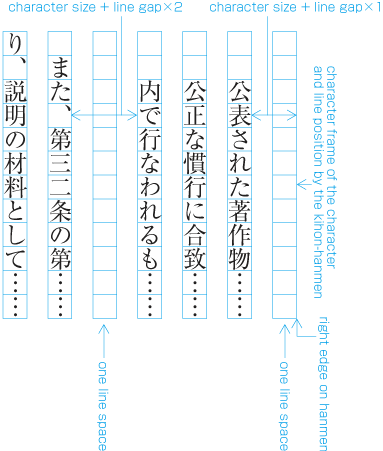 character size + line gap×2
character size + line gap×1
公表された著作物……
公正な慣行に合致……
内で行なわれるも……
また、第三二条の第……
り、説明の材料として……
character frame of the character
and line position by the kihon-hanmen
right edge on hanmen
one line space
one line space